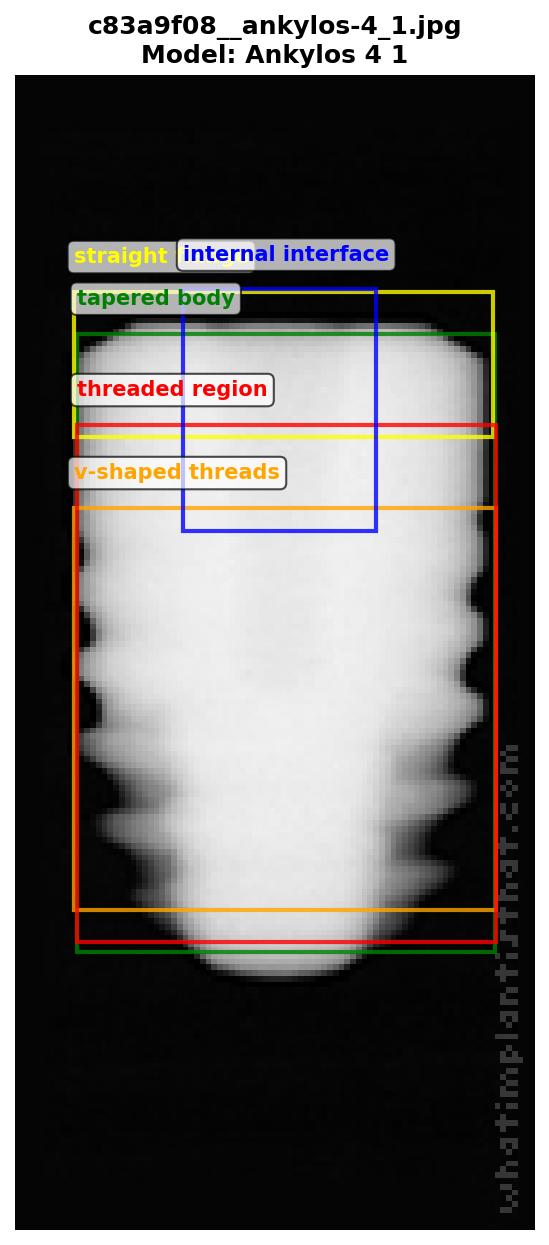 c83a9f08__ankylos-4_1.jpg
Model: Ankylos 4 1
straight
internal interface
tapered body
threaded region
v-shaped threads
whatimplantisthat.com